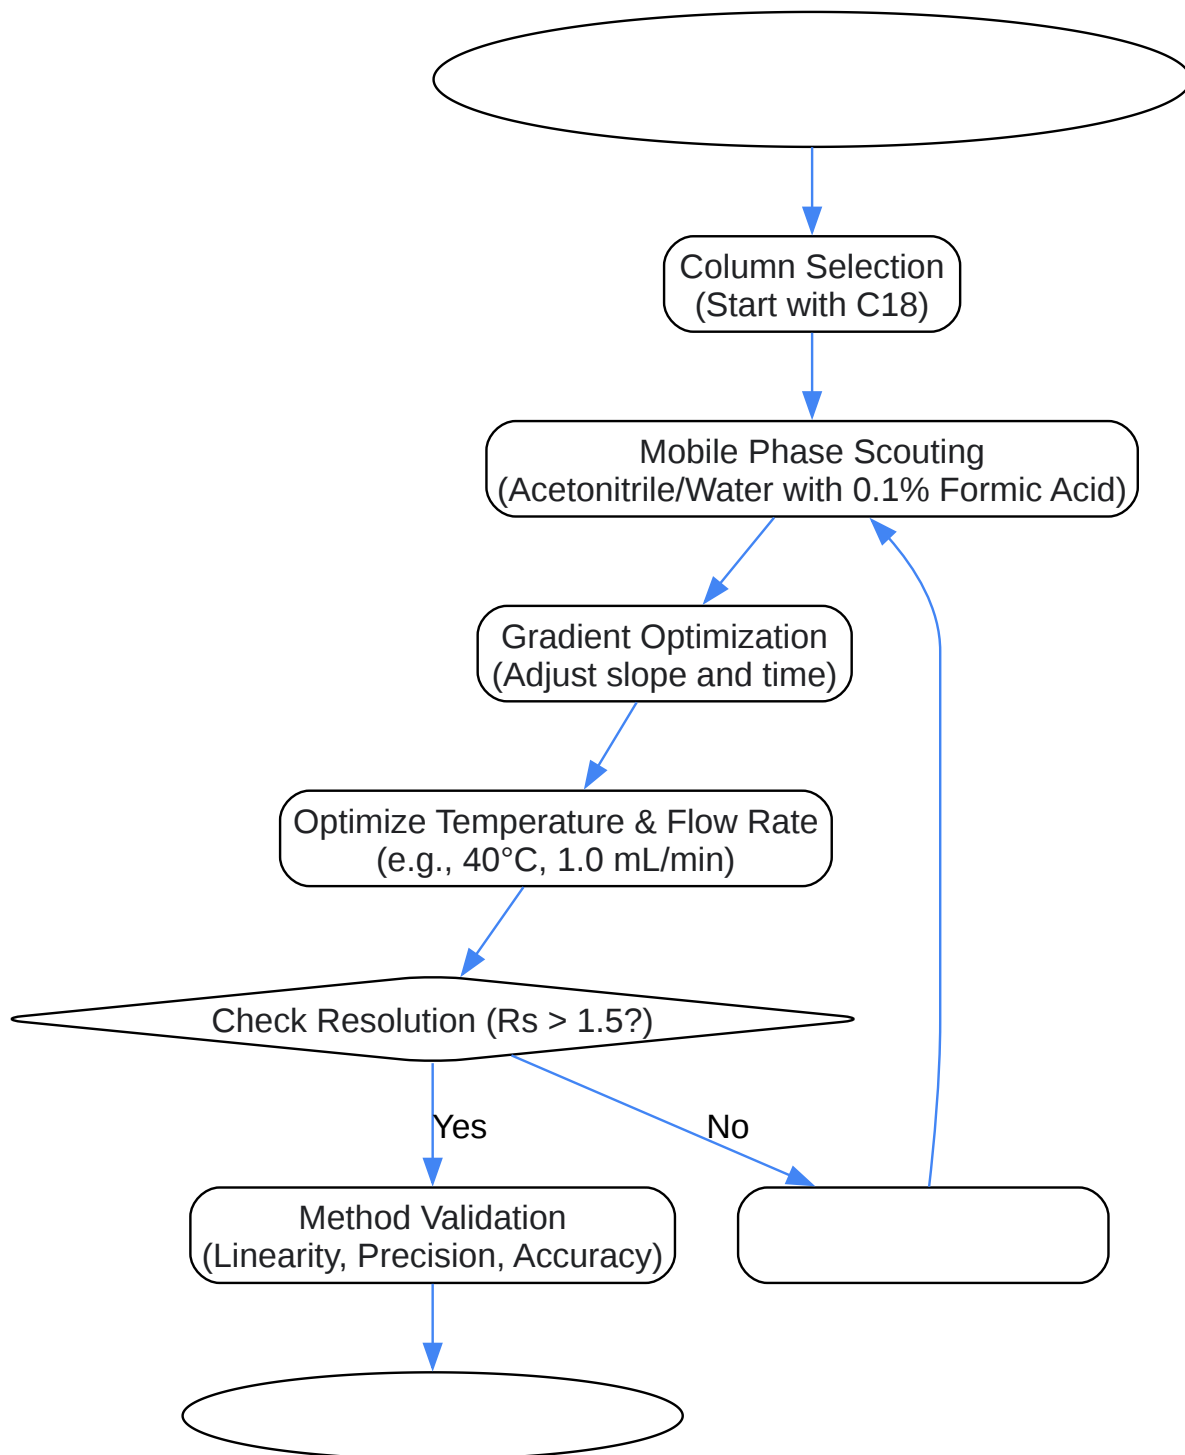 Column Selection
(Start with C18)
Mobile Phase Scouting
(Acetonitrile/Water with 0.1% Formic Acid)
Gradient Optimization
(Adjust slope and time)
Optimize Temperature & Flow Rate
(e.g., 40°C, 1.0 mL/min)
Check Resolution (Rs > 1.5?)
Yes
No
Method Validation
(Linearity, Precision, Accuracy)